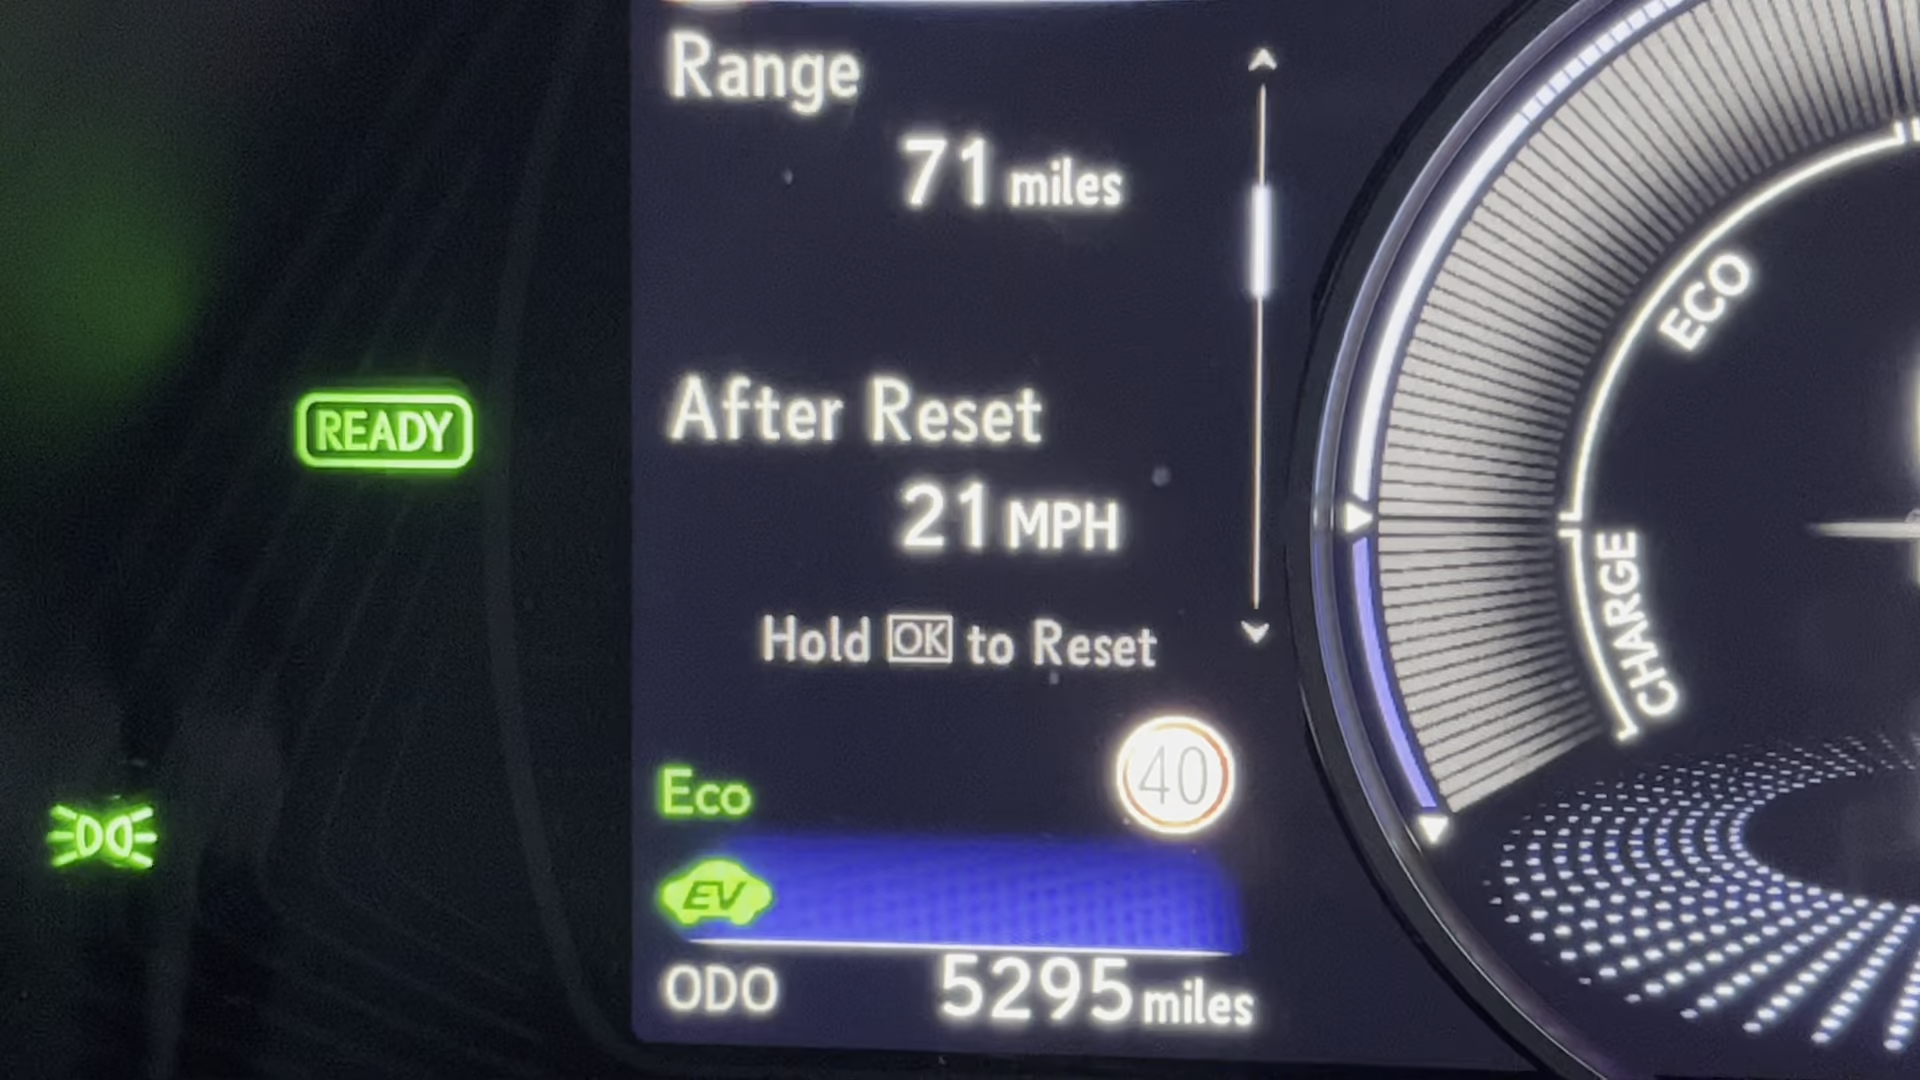 Range
71 miles
After Reset
21 MPH
Hold OK to Reset
READY
Eco
40
EV
ODO 5295 miles
ECO
CHARGE